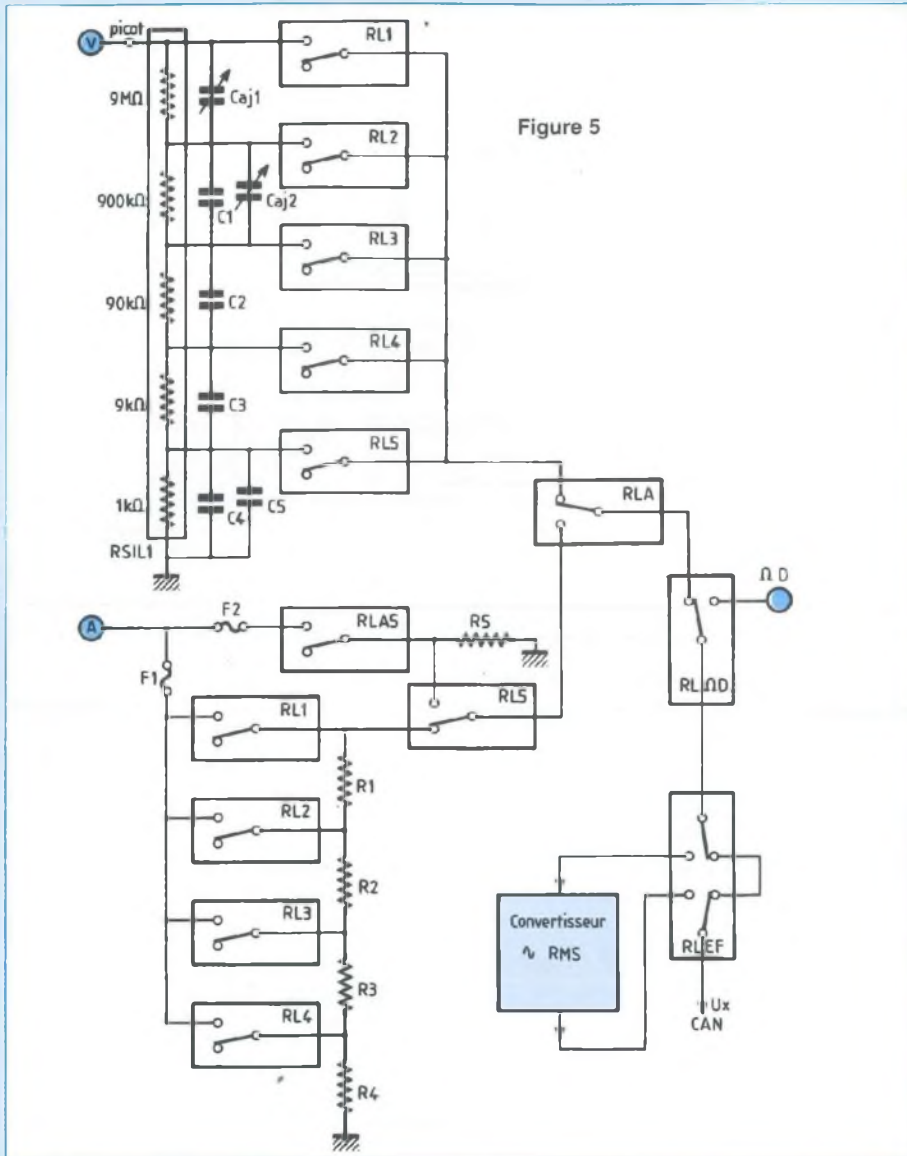 V
picot
RL1
9MΩ
Caj1
Figure 5
RL2
900kΩ
C1
Caj2
RL3
90kΩ
C2
RL4
9kΩ
C3
RL5
1kΩ
C4
C5
RSIL1
RLA
Ω D
A
F2
RLA5
R5
F1
RL5
RLΩD
RL1
R1
RL2
R2
RL3
R3
RL4
R4
Convertisseur
∿ RMS
RLEF
Ux
CAN